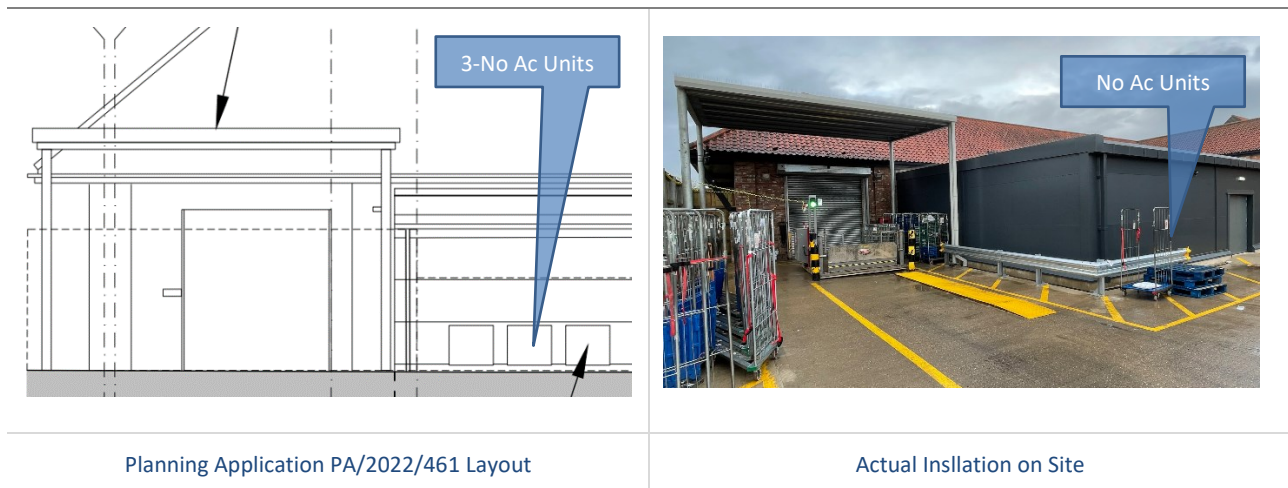 3-No Ac Units
No Ac Units
Planning Application PA/2022/461 Layout
Actual Insllation on Site